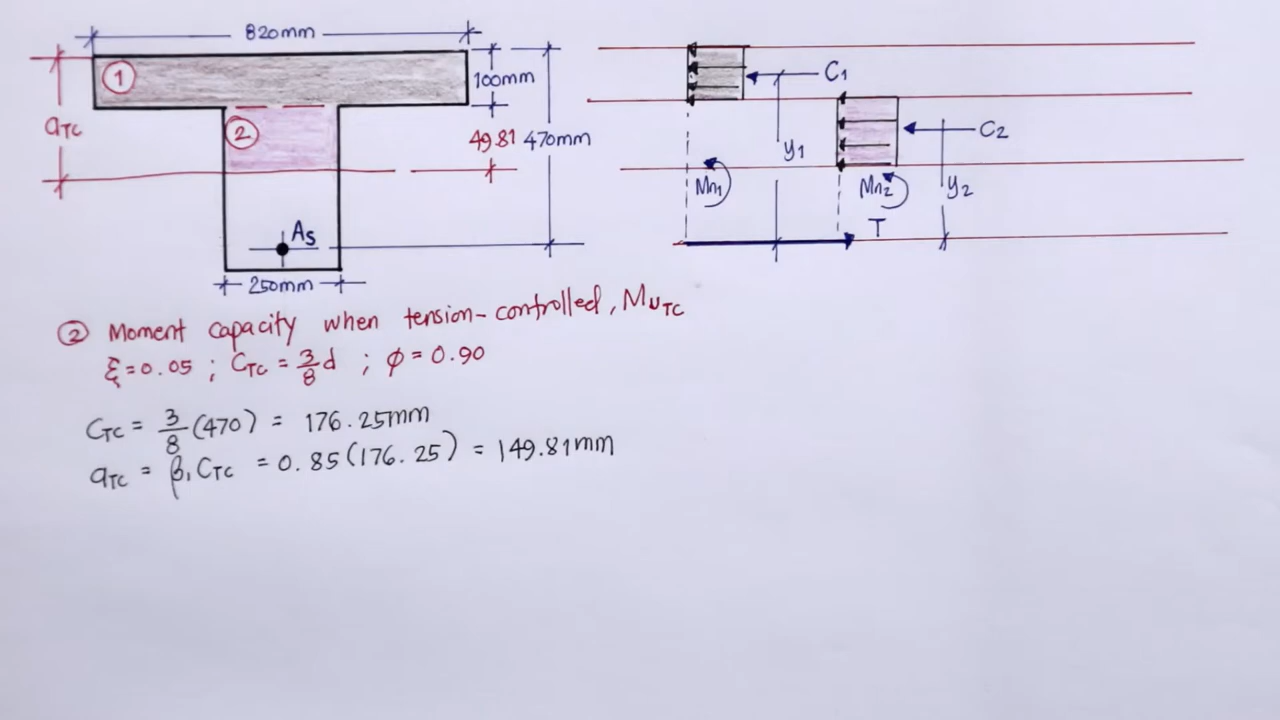 820mm
①
100mm
aTC
②
49.81
470mm
As
250mm
C1
C2
y1
Mn1
Mn2
y2
T
② Moment capacity when tension-controlled, MUTC
ξ=0.05 ; CTC = 3/8 d ; φ = 0.90
CTC = 3/8 (470) = 176.25mm
aTC = β1CTC = 0.85(176.25) = 149.81mm